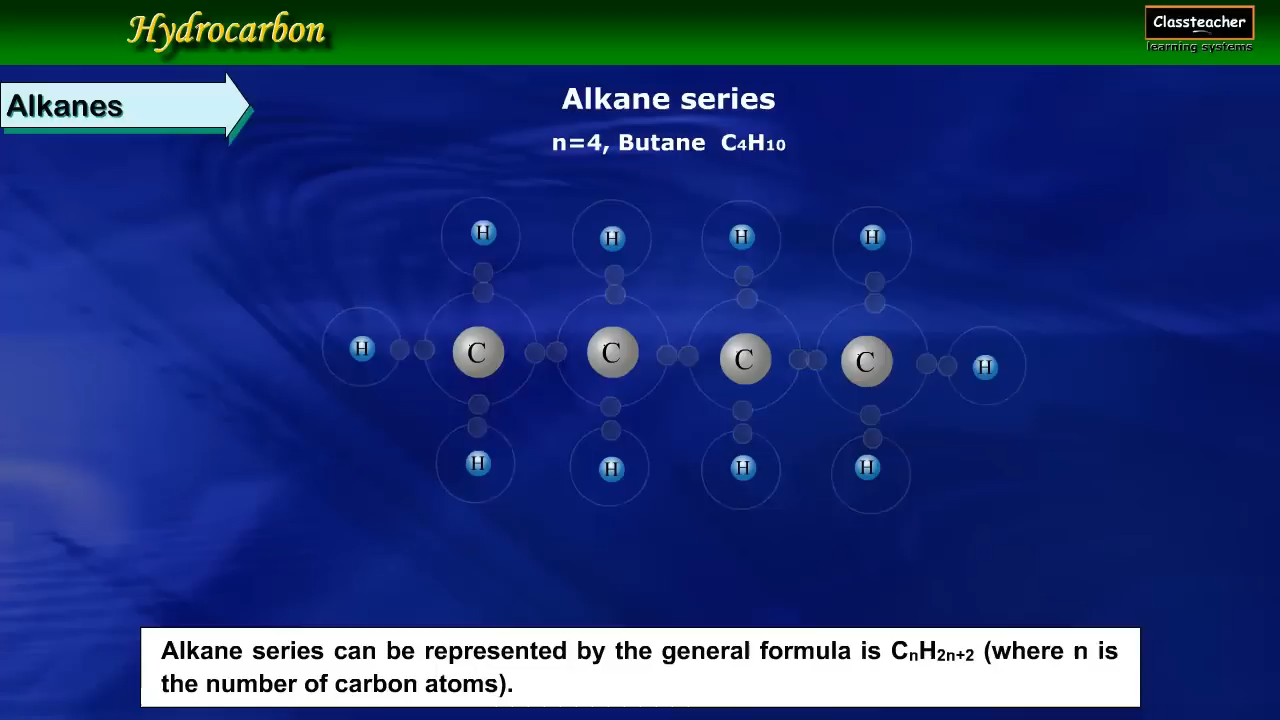 Hydrocarbon
Classteacher
learning systems
Alkanes
Alkane series
n=4, Butane C₄H₁₀
H H H H
H C C C C H
H H H H
Alkane series can be represented by the general formula is CₙH₂ₙ₊₂ (where n is
the number of carbon atoms).